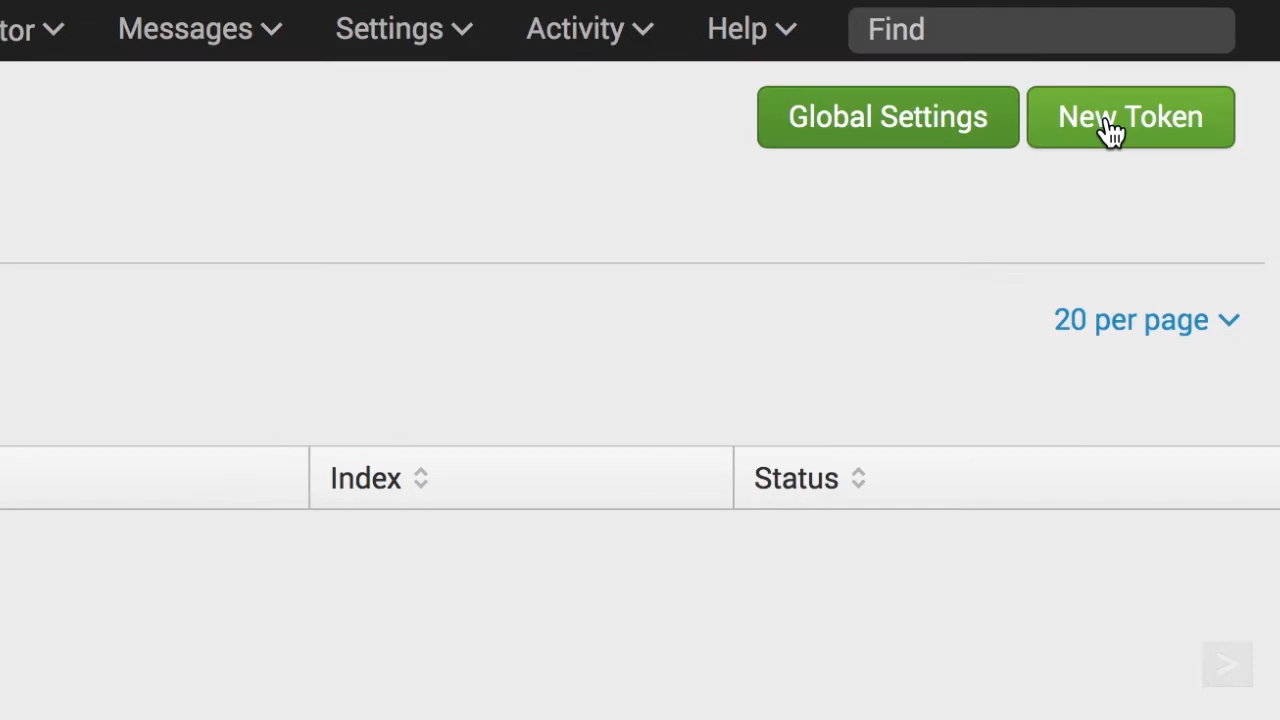 tor Messages Settings Activity Help Find
Global Settings New Token
20 per page
Index Status
>